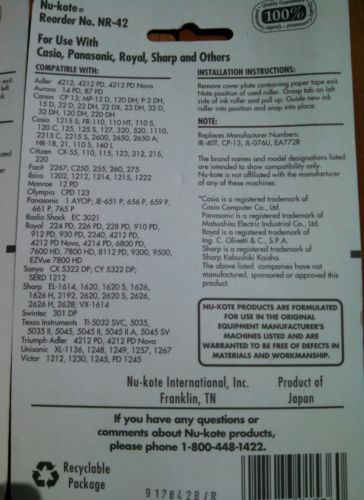 Nu-kote®
Reorder No. NR-42
For Use With
Casio, Panasonic, Royal, Sharp and Others
COMPATIBLE WITH:
Adler 4212, 4212 PD, 4212 PD Nova
Aurora 14 PD, 87 PD
Canon CP 13; MP-12 D, 120 DH; P-2 DH,
15 D, 22 D, 22 DH, 22 DX, 23 DH, 32 D,
32 DH, 120 DH, 220 DH
Casio 1215 S; FR-110, 110 HT, 110 S,
120 C, 125, 125 S, 127, 320, 520, 1110,
2215 C, 2215 S, 2600, 2650, 2650 A;
HR-18, 21, 110 S, 160 L
Citizen CX-55, 110, 115, 123, 212, 215,
220
Facit 2267; C250, 255, 260, 275
Ibico 1202, 1212, 1214, 1215, 1222
Monroe 12 PD
Olympia CPD 123
Panasonic 1 AYOP; JE-651 P, 656 P, 659 P,
661 P, 765 P
Radio Shack EC 3021
Royal 224 PD, 226 PD, 228 PD, 910 PD,
912 PD, 930 PD, 2240, 4212 PD,
4212 PD Nova, 4214 PD, 6800 PD,
7600 HD, 7800 HD, 8112 PD, 9300, 9500,
EZVue 7800 HD
Sanyo CX 5322 DP; CY 5322 DP;
SERD 1212
Sharp EL-1614, 1620, 1620 S, 1626,
1626 H, 2192, 2620, 2620 S, 2626,
2626 H, 2628; VX-1614
Swintec 301 DP
Texas Instruments TI-5032 SVC, 5035,
5035 II, 5045, 5045 II, 5045 II A, 5045 SV
Triumph Adler 4212 PD, 4212 PD Nova
Unisonic XL-1136, 1248, 1249, 1257, 1267
Victor 1212, 1230, 1245, PD 1245
100%
INSTALLATION INSTRUCTIONS:
Remove cover plate containing paper tape exit.
Note position of used roller. Grasp tab on left
side of ink roller and pull up. Guide new ink
roller into position and snap into place.
NOTE:
Replaces Manufacturer Numbers:
IR-40T, CP-13, JL-076U, EA772R
The brand names and model designations listed
are intended to show compatibility only.
Nu-kote is not affiliated with the manufacturer
of any of these machines.
*Casio is a registered trademark of
Casio Computer Co., Ltd.
Panasonic is a registered trademark of
Matsushita Electric Industrial Co., Ltd.
Royal is a registered trademark of
Ing. C. Olivetti & C., S.P.A.
Sharp is a registered trademark of
Sharp Kabushiki Kaisha.
The above listed companies have not
manufactured, sponsored or approved this
product.
NU-KOTE PRODUCTS ARE FORMULATED
FOR USE IN THE ORIGINAL
EQUIPMENT MANUFACTURER'S
MACHINES LISTED AND ARE
WARRANTED TO BE FREE OF DEFECTS IN
MATERIALS AND WORKMANSHIP.
Nu-kote International, Inc.
Franklin, TN
Product of
Japan
If you have any questions or
comments about Nu-kote products,
please phone 1-800-448-1422.
Recyclable
Package